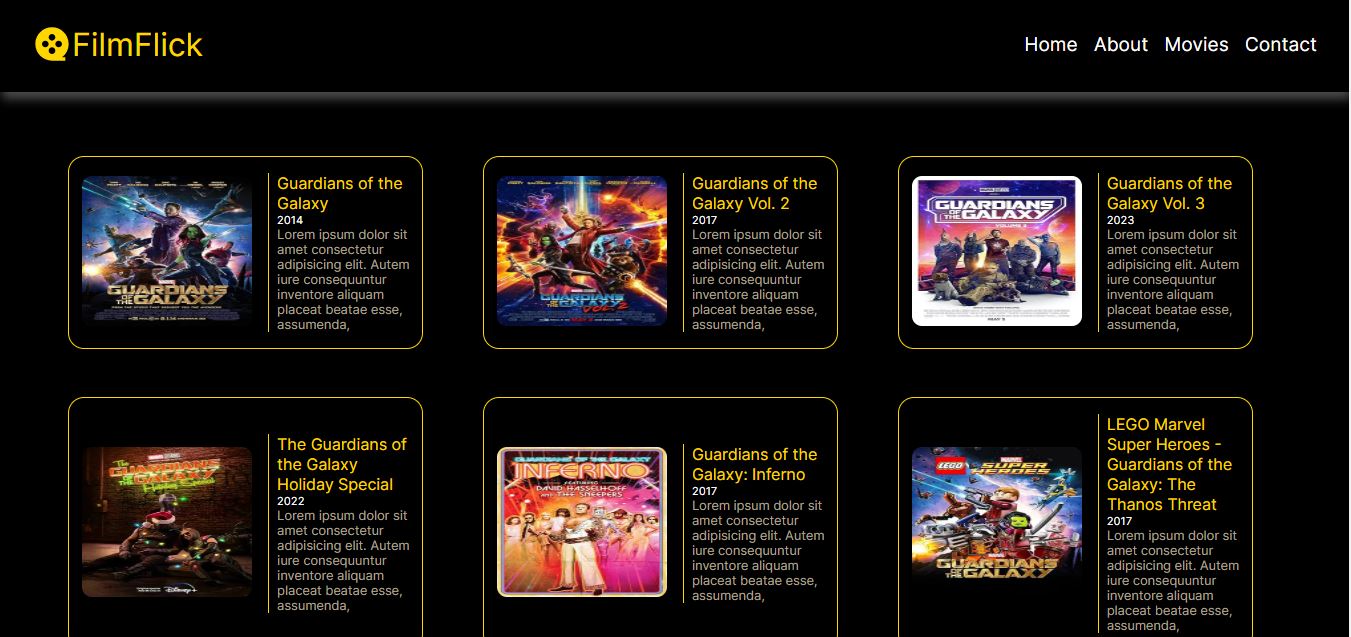 FilmFlick
Home About Movies Contact
GUARDIANS
OF THE GALAXY
Guardians of the
Galaxy
2014
Lorem ipsum dolor sit
amet consectetur
adipisicing elit. Autem
iure consequuntur
inventore aliquam
placeat beatae esse,
assumenda,
GUARDIANS
OF THE GALAXY
VOL. 2
Guardians of the
Galaxy Vol. 2
2017
Lorem ipsum dolor sit
amet consectetur
adipisicing elit. Autem
iure consequuntur
inventore aliquam
placeat beatae esse,
assumenda,
GUARDIANS
OF THE GALAXY
VOLUME 3
MAY 5
Guardians of the
Galaxy Vol. 3
2023
Lorem ipsum dolor sit
amet consectetur
adipisicing elit. Autem
iure consequuntur
inventore aliquam
placeat beatae esse,
assumenda,
The
GUARDIANS
OF THE GALAXY
Holiday Special
Disney+
The Guardians of
the Galaxy
Holiday Special
2022
Lorem ipsum dolor sit
amet consectetur
adipisicing elit. Autem
iure consequuntur
inventore aliquam
placeat beatae esse,
assumenda,
GUARDIANS OF THE GALAXY
INFERNO
FEATURING
DAVID HASSELHOFF
AND THE SNEEPERS
Guardians of the
Galaxy: Inferno
2017
Lorem ipsum dolor sit
amet consectetur
adipisicing elit. Autem
iure consequuntur
inventore aliquam
placeat beatae esse,
assumenda,
LEGO MARVEL
SUPER HEROES
GUARDIANS
OF THE GALAXY
LEGO Marvel
Super Heroes -
Guardians of the
Galaxy: The
Thanos Threat
2017
Lorem ipsum dolor sit
amet consectetur
adipisicing elit. Autem
iure consequuntur
inventore aliquam
placeat beatae esse,
assumenda,